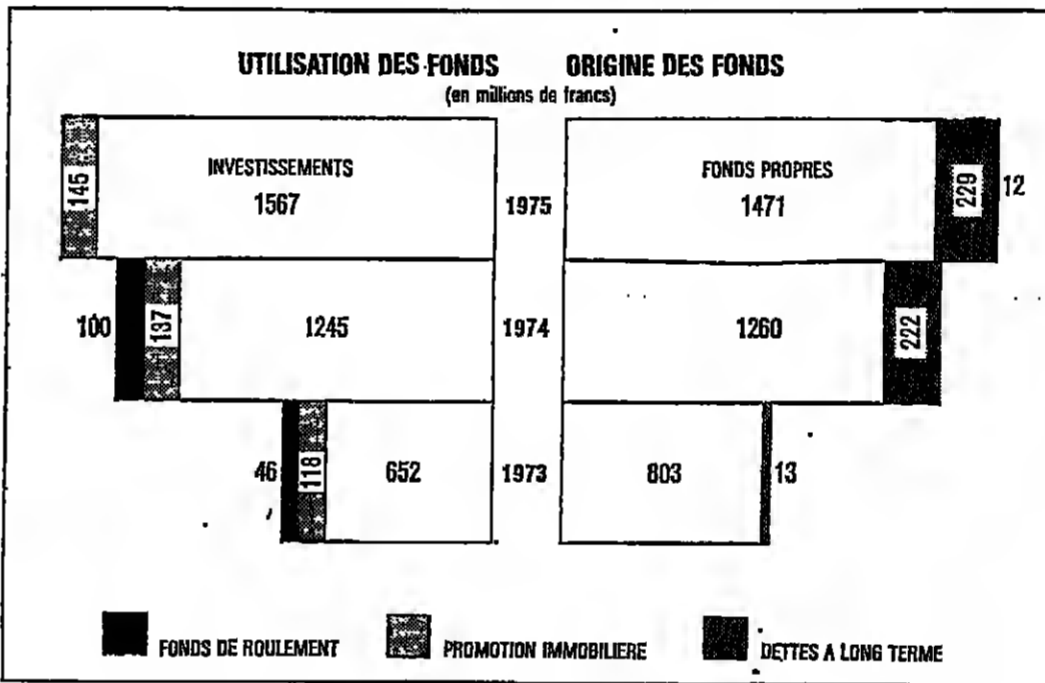 UTILISATION DES FONDS ORIGINE DES FONDS
(en millions de francs)
145 INVESTISSEMENTS 1567 1975 FONDS PROPRES 1471 229 12
100 137 1245 1974 1260 222
46 118 652 1973 803 13
FONDS DE ROULEMENT PROMOTION IMMOBILIERE DETTES A LONG TERME